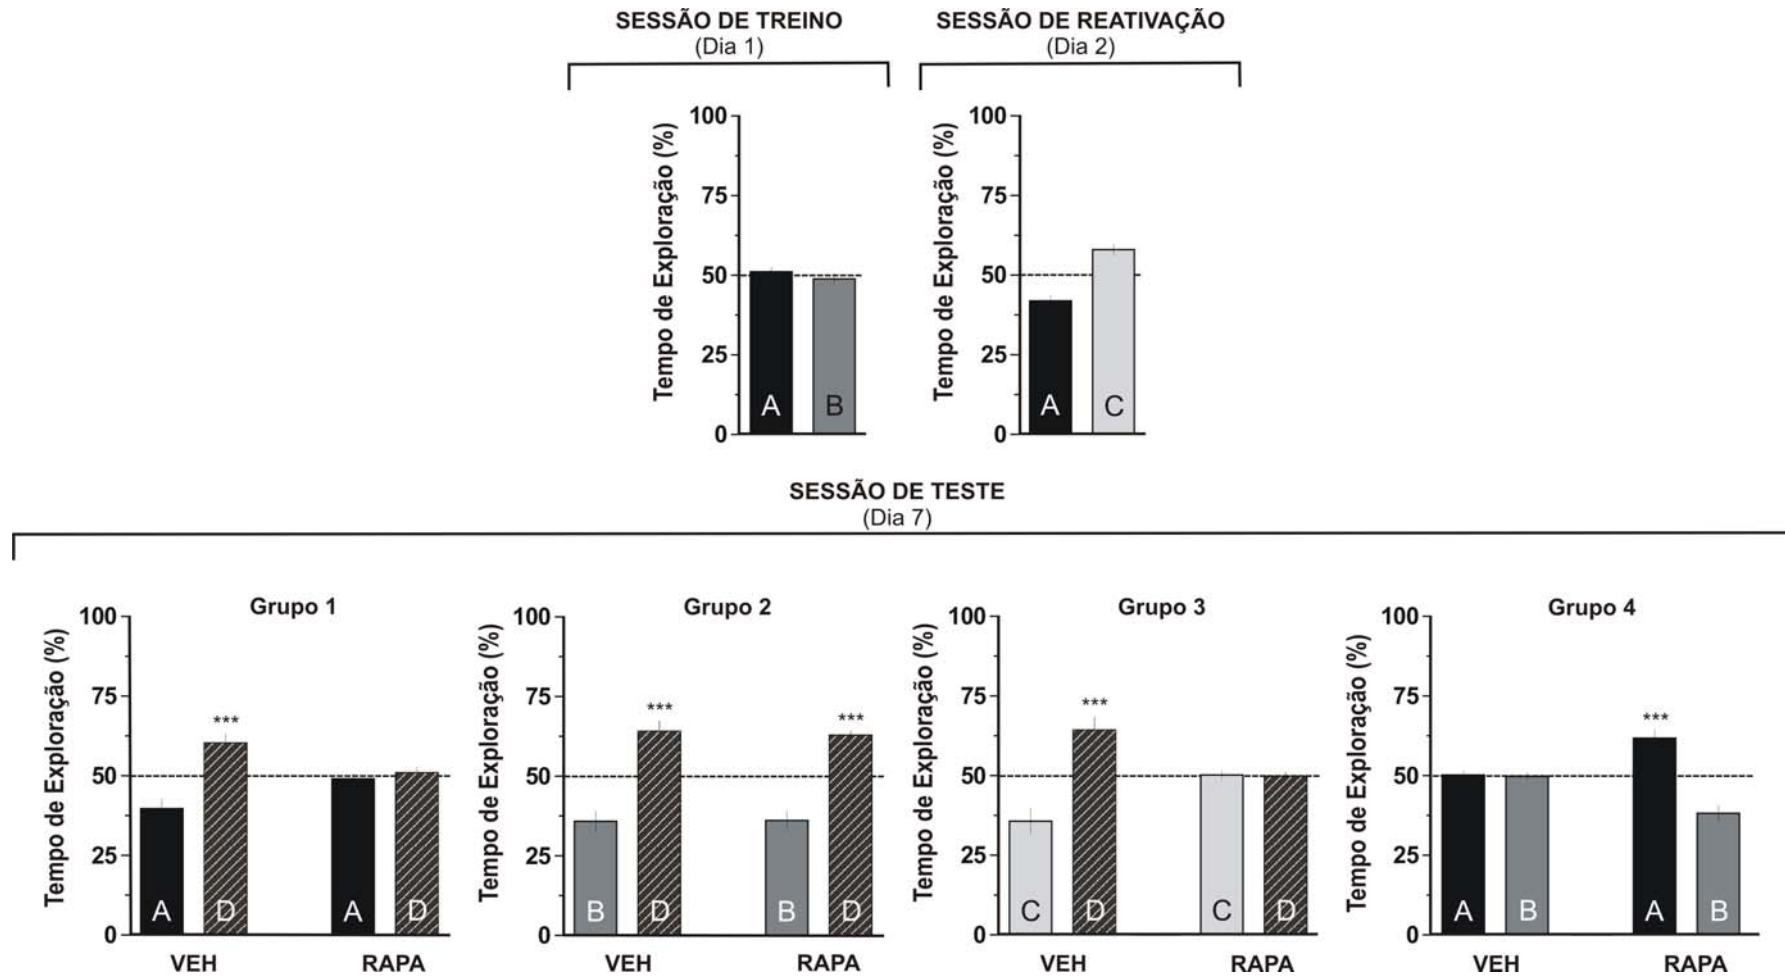 SESSÃO DE TREINO
(Dia 1)
SESSÃO DE REATIVAÇÃO
(Dia 2)
Tempo de Exploração (%)
100
75
50
25
0
A
B
Tempo de Exploração (%)
100
75
50
25
0
A
C
SESSÃO DE TESTE
(Dia 7)
Grupo 1
Tempo de Exploração (%)
100
75
50
25
0
***
A
D
A
D
VEH
RAPA
Grupo 2
Tempo de Exploração (%)
100
75
50
25
0
***
***
B
D
B
D
VEH
RAPA
Grupo 3
Tempo de Exploração (%)
100
75
50
25
0
***
C
D
C
D
VEH
RAPA
Grupo 4
Tempo de Exploração (%)
100
75
50
25
0
***
A
B
A
B
VEH
RAPA